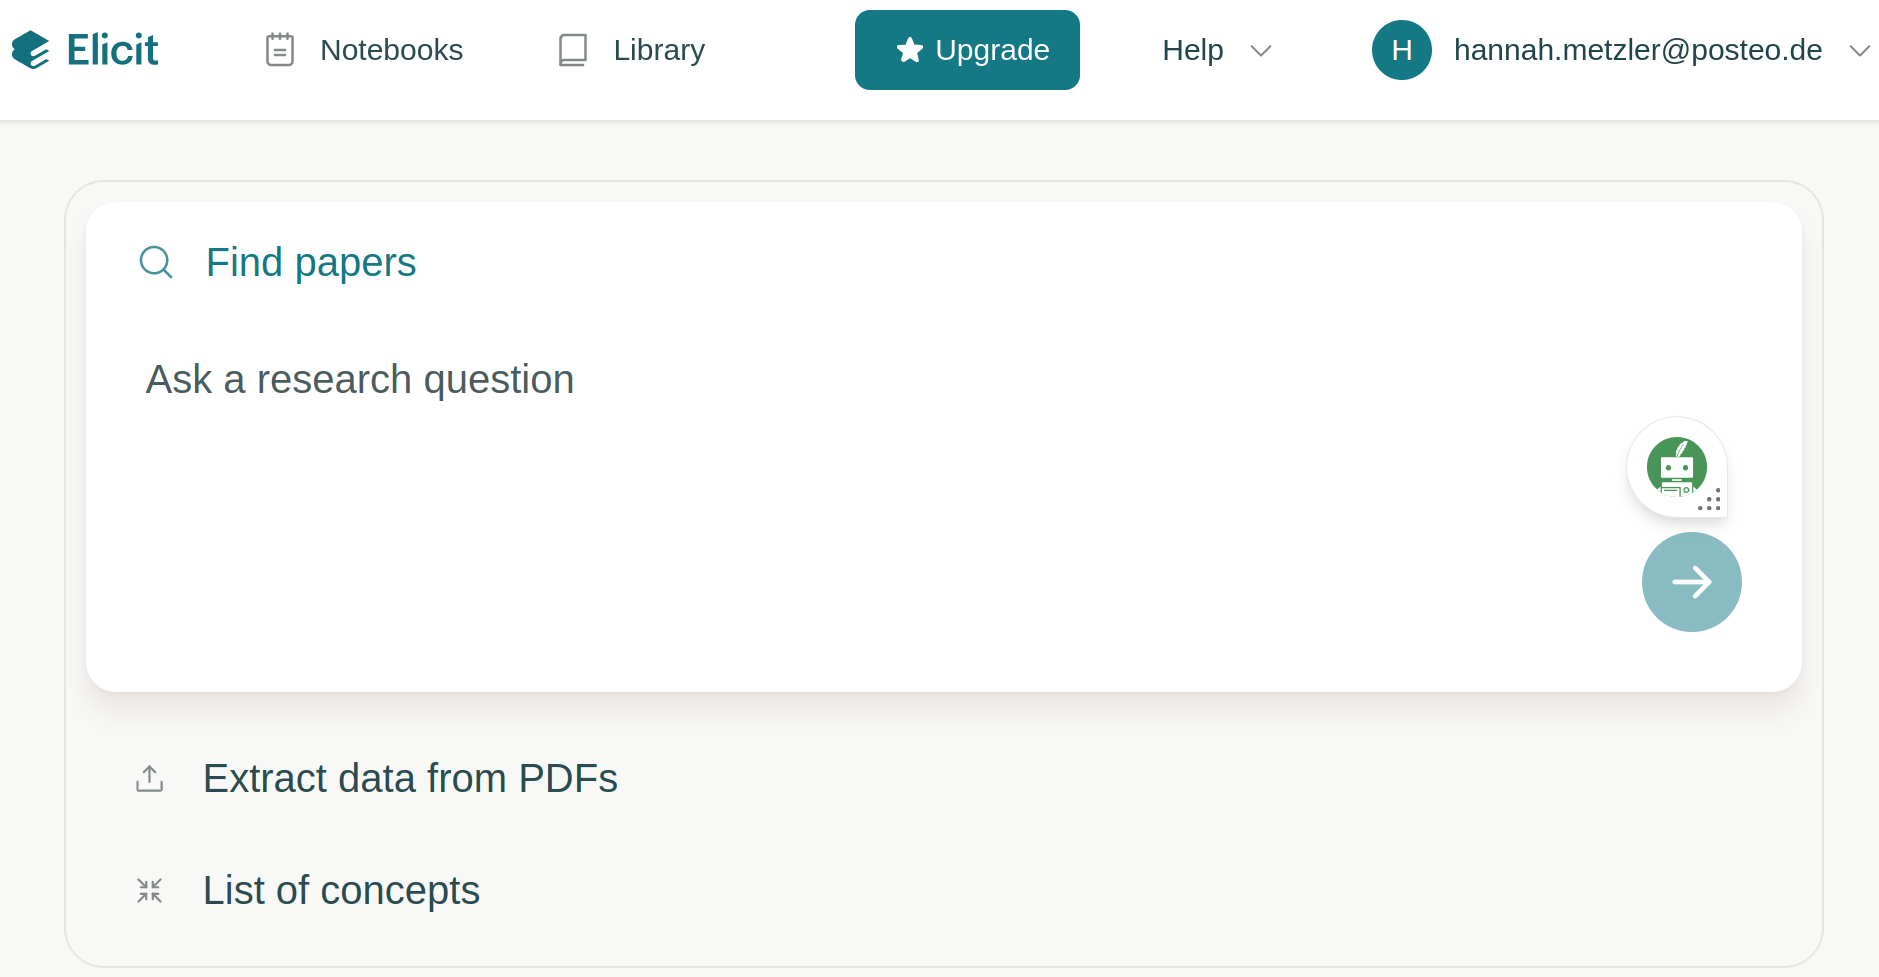 Elicit Notebooks Library Upgrade Help H hannah.metzler@posteo.de
Find papers
Ask a research question
Extract data from PDFs
List of concepts